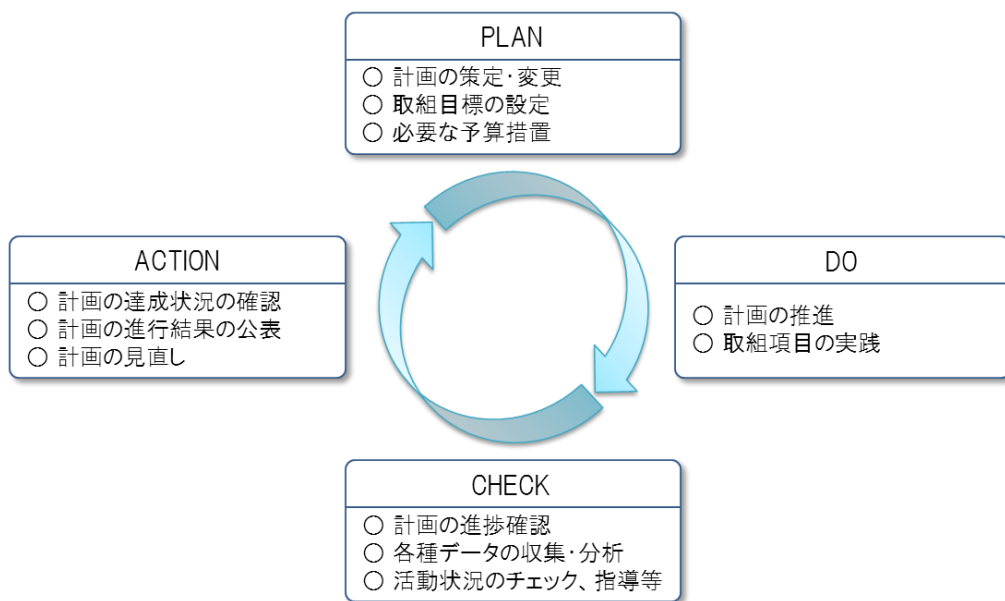 PLAN
○ 計画の策定・変更
○ 取組目標の設定
○ 必要な予算措置
ACTION
○ 計画の達成状況の確認
○ 計画の進行結果の公表
○ 計画の見直し
DO
○ 計画の推進
○ 取組項目の実践
CHECK
○ 計画の進捗確認
○ 各種データの収集・分析
○ 活動状況のチェック、指導等